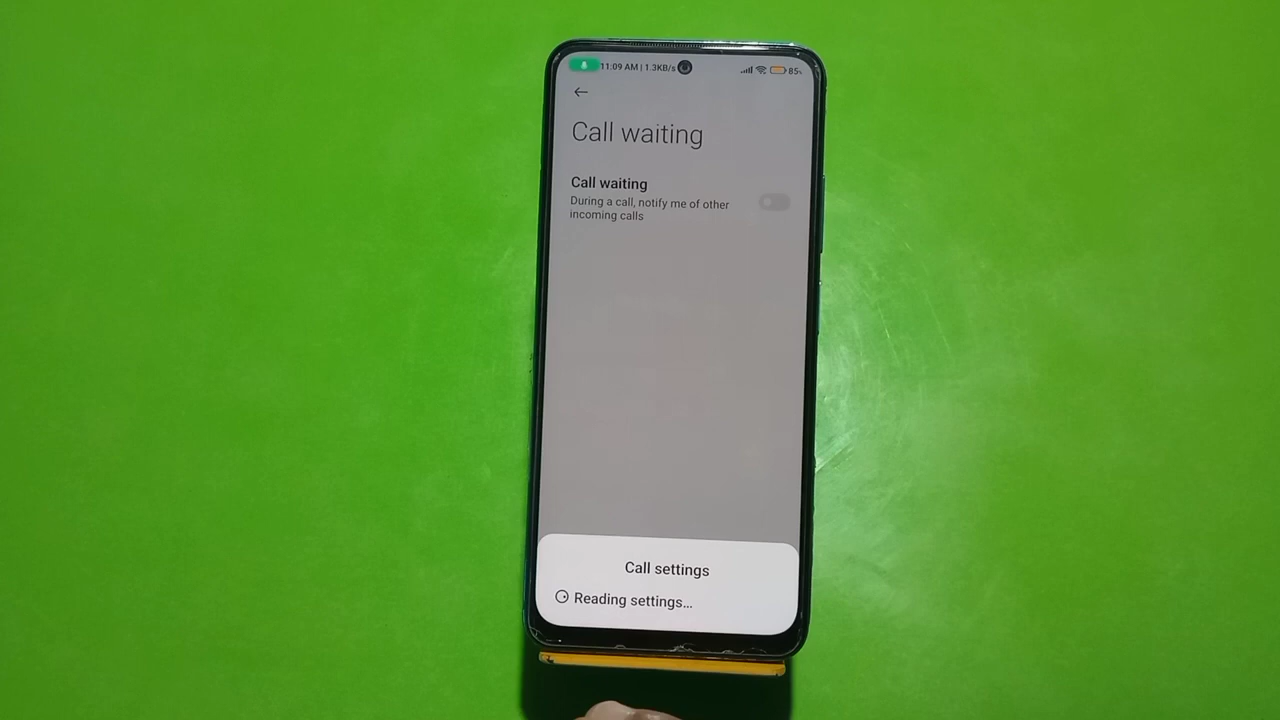 11:09 AM | 1.3KB/s 85%
Call waiting
Call waiting
During a call, notify me of other
incoming calls
Call settings
Reading settings...